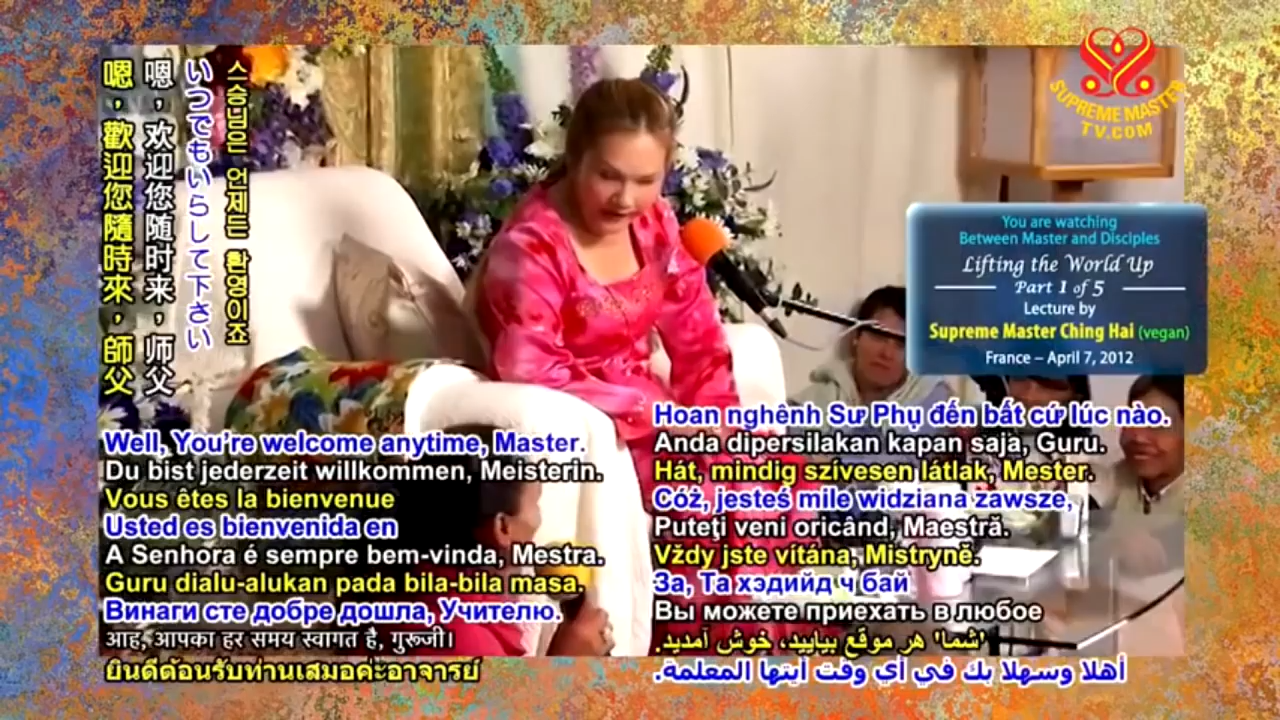 嗯，歡迎您隨時來，師父
嗯，欢迎您随时来，师父
いつでもいらして下さい
스승님은 언제든 환영이죠
SUPREME MASTER
TV.COM
You are watching
Between Master and Disciples
Lifting the World Up
Part 1 of 5
Lecture by
Supreme Master Ching Hai (vegan)
France – April 7, 2012
Well, You're welcome anytime, Master.
Du bist jederzeit willkommen, Meisterin.
Vous êtes la bienvenue
Usted es bienvenida en
A Senhora é sempre bem-vinda, Mestra.
Guru dialu-alukan pada bila-bila masa.
Винаги сте добре дошла, Учителю.
आह, आपका हर समय स्वागत है, गुरूजी।
ยินดีต้อนรับท่านเสมอค่ะอาจารย์
Hoan nghênh Sư Phụ đến bất cứ lúc nào.
Anda dipersilakan kapan saja, Guru.
Hát, mindig szívesen látlak, Mester.
Cóż, jesteś mile widziana zawsze,
Puteţi veni oricând, Maestră.
Vždy jste vítána, Mistryně.
За, Та хэдийд ч бай
Вы можете приехать в любое
'شما' هر موقع بیایید، خوش آمدید.
أهلا وسهلا بك في أي وقت أيتها المعلمة.